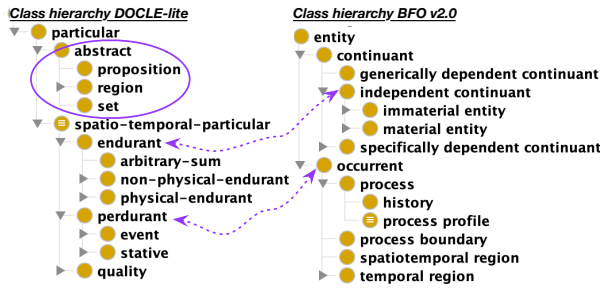 Class hierarchy DOCLE-lite
particular
abstract
proposition
region
set
spatio-temporal-particular
endurant
arbitrary-sum
non-physical-endurant
physical-endurant
perdurant
event
stative
quality
Class hierarchy BFO v2.0
entity
continuant
generically dependent continuant
independent continuant
immaterial entity
material entity
specifically dependent continuant
occurrent
process
history
process profile
process boundary
spatiotemporal region
temporal region